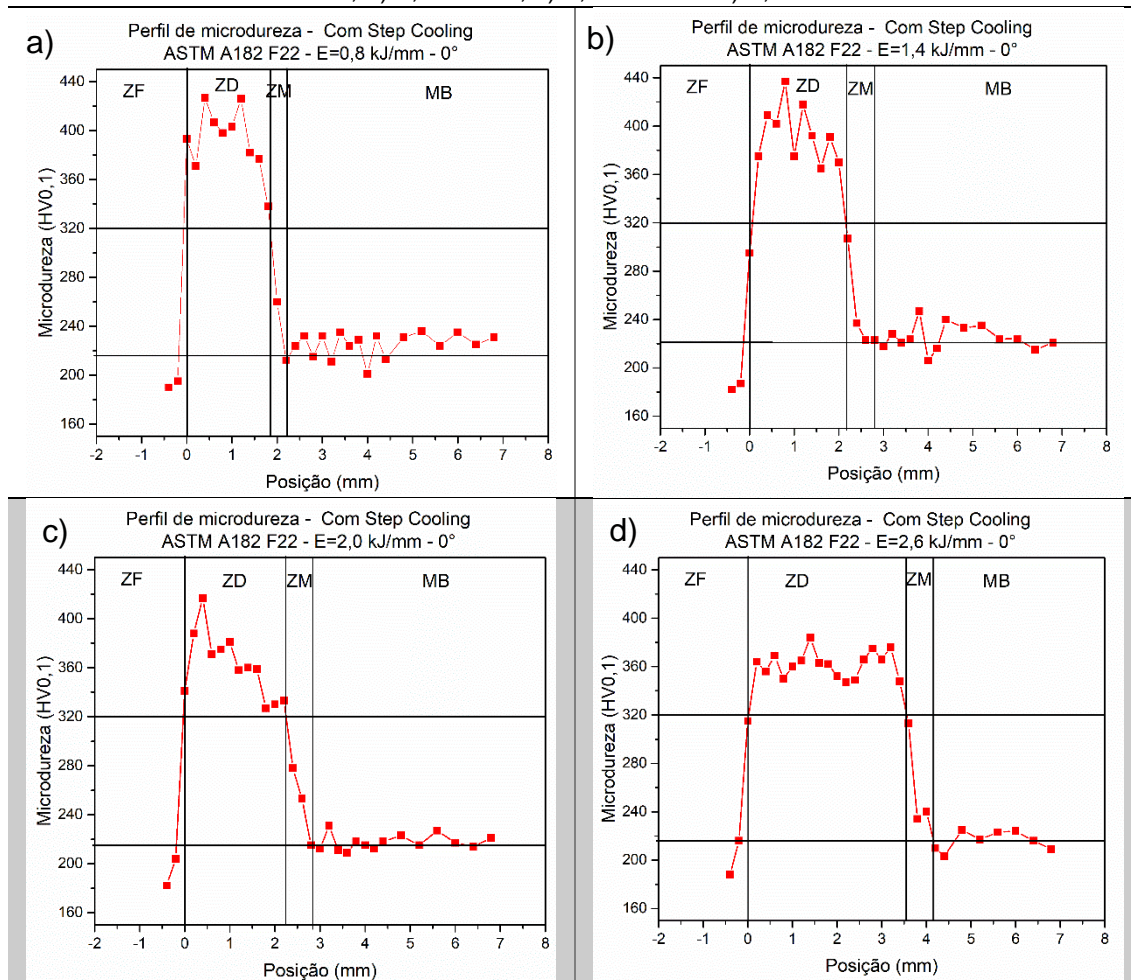 a)
Perfil de microdureza - Com Step Cooling
ASTM A182 F22 - E=0,8 kJ/mm - 0°
ZF ZD ZM MB
Microdureza (HV0,1)
440
400
360
320
280
240
200
160
-2 -1 0 1 2 3 4 5 6 7 8
Posição (mm)
b)
Perfil de microdureza - Com Step Cooling
ASTM A182 F22 - E=1,4 kJ/mm - 0°
ZF ZD ZM MB
Microdureza (HV0,1)
440
400
360
320
280
240
200
160
-2 -1 0 1 2 3 4 5 6 7 8
Posição (mm)
c)
Perfil de microdureza - Com Step Cooling
ASTM A182 F22 - E=2,0 kJ/mm - 0°
ZF ZD ZM MB
Microdureza (HV0,1)
440
400
360
320
280
240
200
160
-2 -1 0 1 2 3 4 5 6 7 8
Posição (mm)
d)
Perfil de microdureza - Com Step Cooling
ASTM A182 F22 - E=2,6 kJ/mm - 0°
ZF ZD ZM MB
Microdureza (HV0,1)
440
400
360
320
280
240
200
160
-2 -1 0 1 2 3 4 5 6 7 8
Posição (mm)